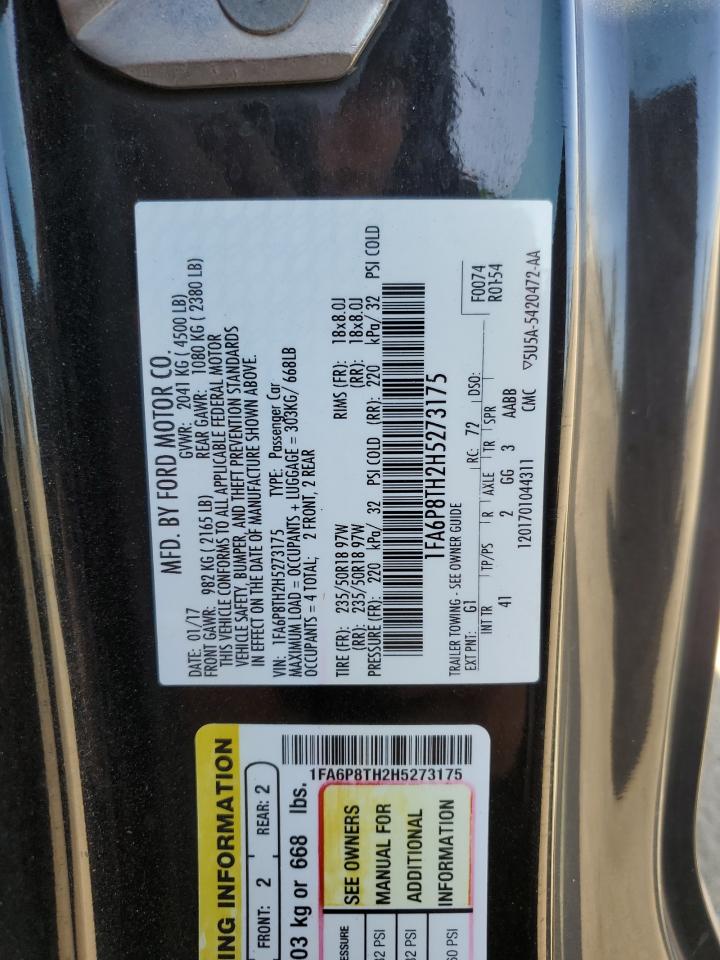 MFD. BY FORD MOTOR CO.
DATE: 01/17 GVWR: 2041 KG ( 4500 LB)
FRONT GAWR: 982 KG ( 2165 LB) REAR GAWR: 1080 KG ( 2380 LB)
THIS VEHICLE CONFORMS TO ALL APPLICABLE FEDERAL MOTOR
VEHICLE SAFETY, BUMPER, AND THEFT PREVENTION STANDARDS
IN EFFECT ON THE DATE OF MANUFACTURE SHOWN ABOVE.
VIN: 1FA6P8TH2H5273175 TYPE: Passenger Car
MAXIMUM LOAD = OCCUPANTS + LUGGAGE = 303KG/ 668LB
OCCUPANTS = 4 TOTAL; 2 FRONT, 2 REAR
TIRE (FR): 235/50R18 97W RIMS (FR): 18x8.0J
(RR): 235/50R18 97W (RR): 18x8.0J
PRESSURE (FR): 220 kPa/ 32 PSI COLD (RR): 220 kPa/ 32 PSI COLD
1FA6P8TH2H5273175
TRAILER TOWING - SEE OWNER GUIDE
EXT PNT: G1 RC: 72 DSO: F0074
R0154
INT TR TP/PS R AXLE TR SPR
41 2 GG 3 AABB
1201701044311 CMC ▽5U5A-5420472-AA
ING INFORMATION
FRONT: 2 REAR: 2
03 kg or 668 lbs.
1FA6P8TH2H5273175
RESSURE
32 PSI
32 PSI
60 PSI
SEE OWNERS
MANUAL FOR
ADDITIONAL
INFORMATION